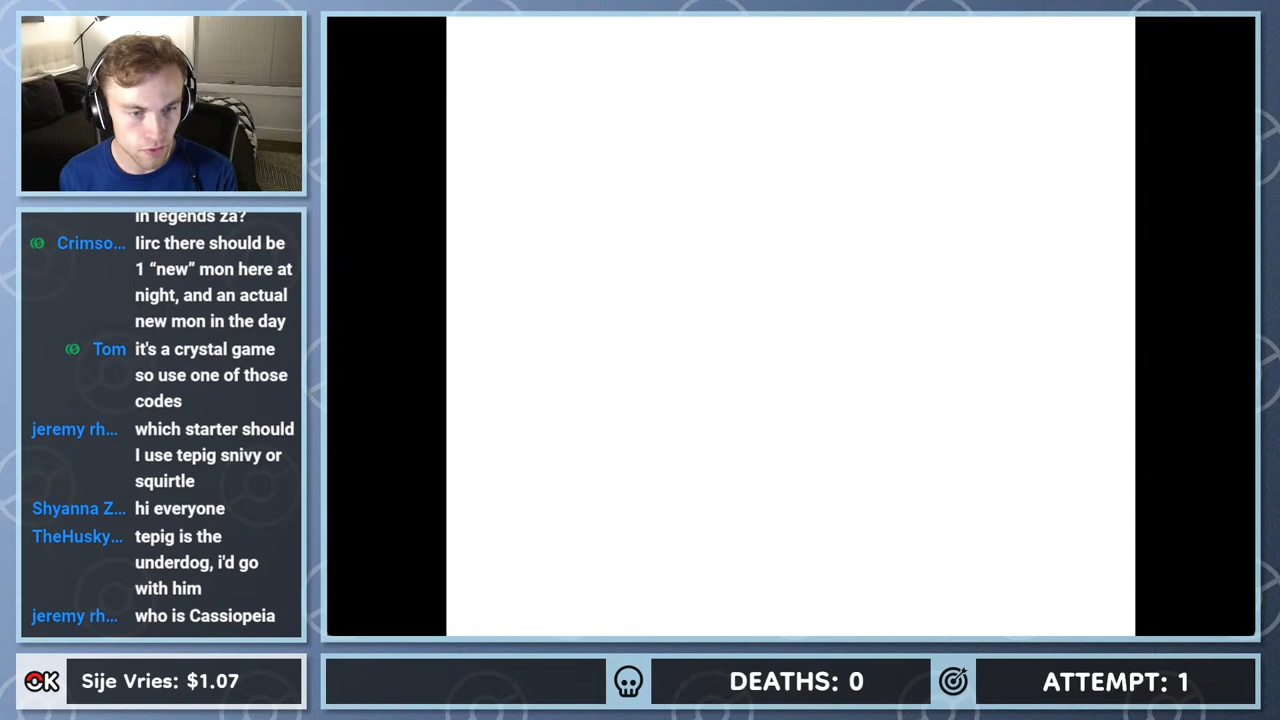 in legends za?
Crimso... Iirc there should be
1 “new” mon here at
night, and an actual
new mon in the day
Tom it's a crystal game
so use one of those
codes
jeremy rh... which starter should
I use tepig snivy or
squirtle
Shyanna Z... hi everyone
TheHusky... tepig is the
underdog, i'd go
with him
jeremy rh... who is Cassiopeia
OK Sije Vries: $1.07
DEATHS: 0
ATTEMPT: 1